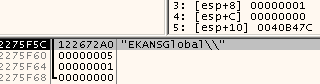 3: [esp+8] 00000001
4: [esp+C] 00000000
5: [esp+10] 0040B47C
2275F5C 122672A0 "EKANSGlobal\\"
2275F60 00000005
2275F64 00000001
2275F68 00000000